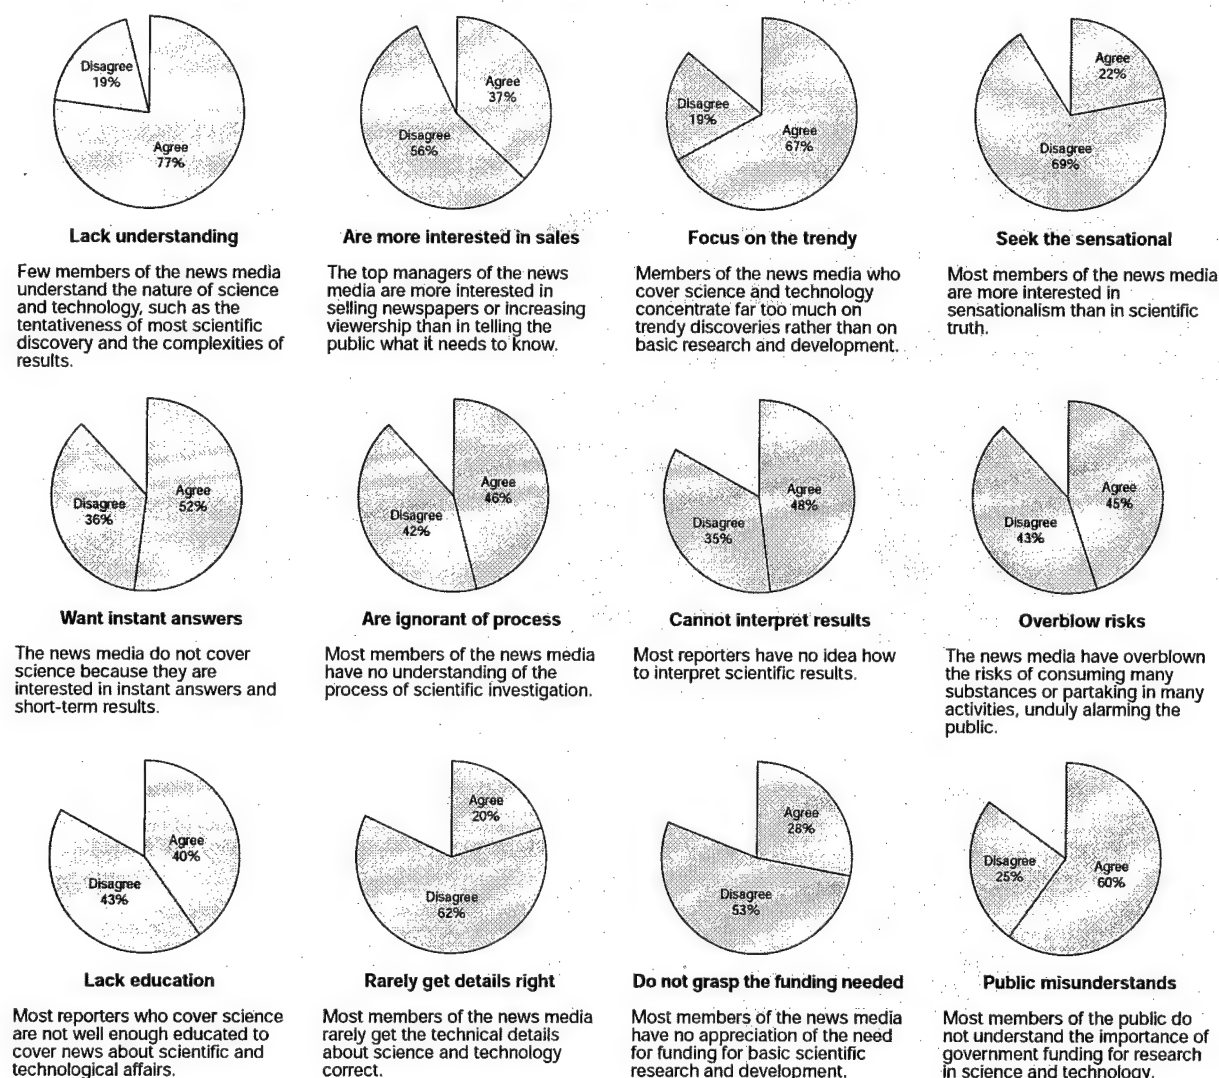 Disagree
19%
Agree
77%
Lack understanding
Few members of the news media
understand the nature of science
and technology, such as the
tentativeness of most scientific
discovery and the complexities of
results.
Agree
37%
Disagree
56%
Are more interested in sales
The top managers of the news
media are more interested in
selling newspapers or increasing
viewership than in telling the
public what it needs to know.
Disagree
19%
Agree
67%
Focus on the trendy
Members of the news media who
cover science and technology
concentrate far too much on
trendy discoveries rather than on
basic research and development.
Agree
22%
Disagree
69%
Seek the sensational
Most members of the news media
are more interested in
sensationalism than in scientific
truth.
Disagree
36%
Agree
52%
Want instant answers
The news media do not cover
science because they are
interested in instant answers and
short-term results.
Agree
46%
Disagree
42%
Are ignorant of process
Most members of the news media
have no understanding of the
process of scientific investigation.
Agree
48%
Disagree
35%
Cannot interpret results
Most reporters have no idea how
to interpret scientific results.
Agree
45%
Disagree
43%
Overblow risks
The news media have overblown
the risks of consuming many
substances or partaking in many
activities, unduly alarming the
public.
Agree
40%
Disagree
43%
Lack education
Most reporters who cover science
are not well enough educated to
cover news about scientific and
technological affairs.
Agree
20%
Disagree
62%
Rarely get details right
Most members of the news media
rarely get the technical details
about science and technology
correct.
Agree
28%
Disagree
53%
Do not grasp the funding needed
Most members of the news media
have no appreciation of the need
for funding for basic scientific
research and development.
Disagree
25%
Agree
60%
Public misunderstands
Most members of the public do
not understand the importance of
government funding for research
in science and technology.